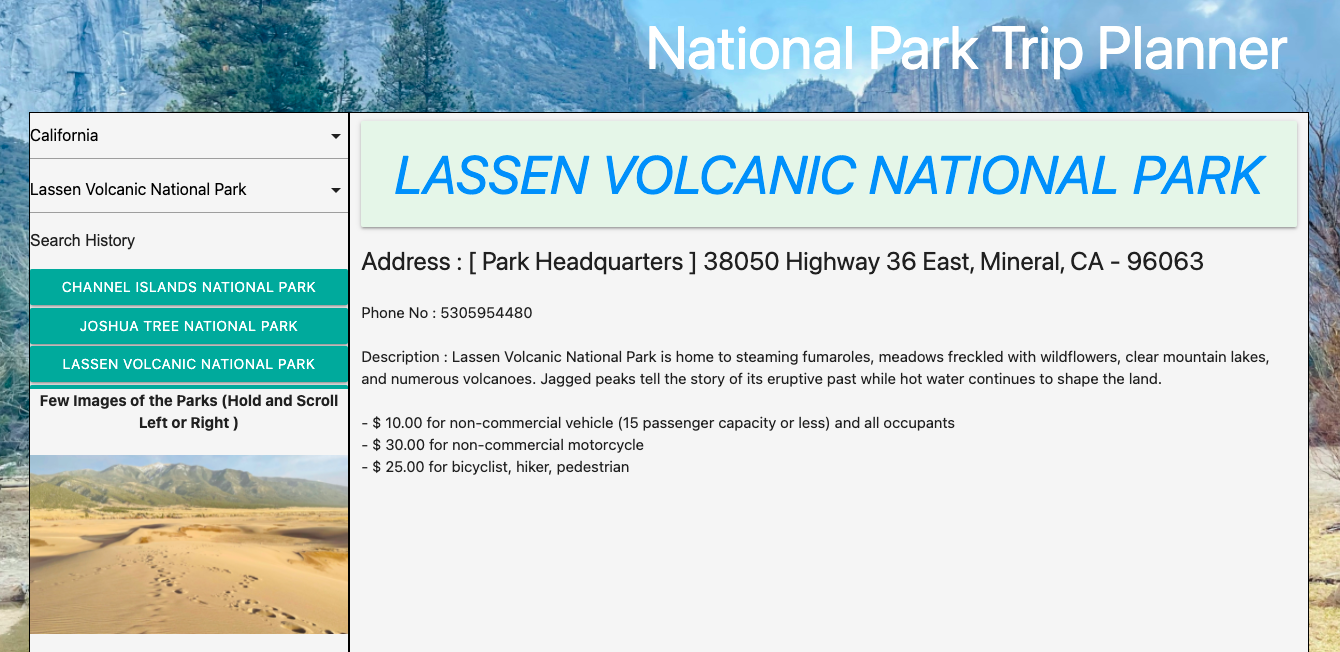 National Park Trip Planner
California
Lassen Volcanic National Park
Search History
CHANNEL ISLANDS NATIONAL PARK
JOSHUA TREE NATIONAL PARK
LASSEN VOLCANIC NATIONAL PARK
Few Images of the Parks (Hold and Scroll
Left or Right )
LASSEN VOLCANIC NATIONAL PARK
Address : [ Park Headquarters ] 38050 Highway 36 East, Mineral, CA - 96063
Phone No : 5305954480
Description : Lassen Volcanic National Park is home to steaming fumaroles, meadows freckled with wildflowers, clear mountain lakes,
and numerous volcanoes. Jagged peaks tell the story of its eruptive past while hot water continues to shape the land.
- $ 10.00 for non-commercial vehicle (15 passenger capacity or less) and all occupants
- $ 30.00 for non-commercial motorcycle
- $ 25.00 for bicyclist, hiker, pedestrian